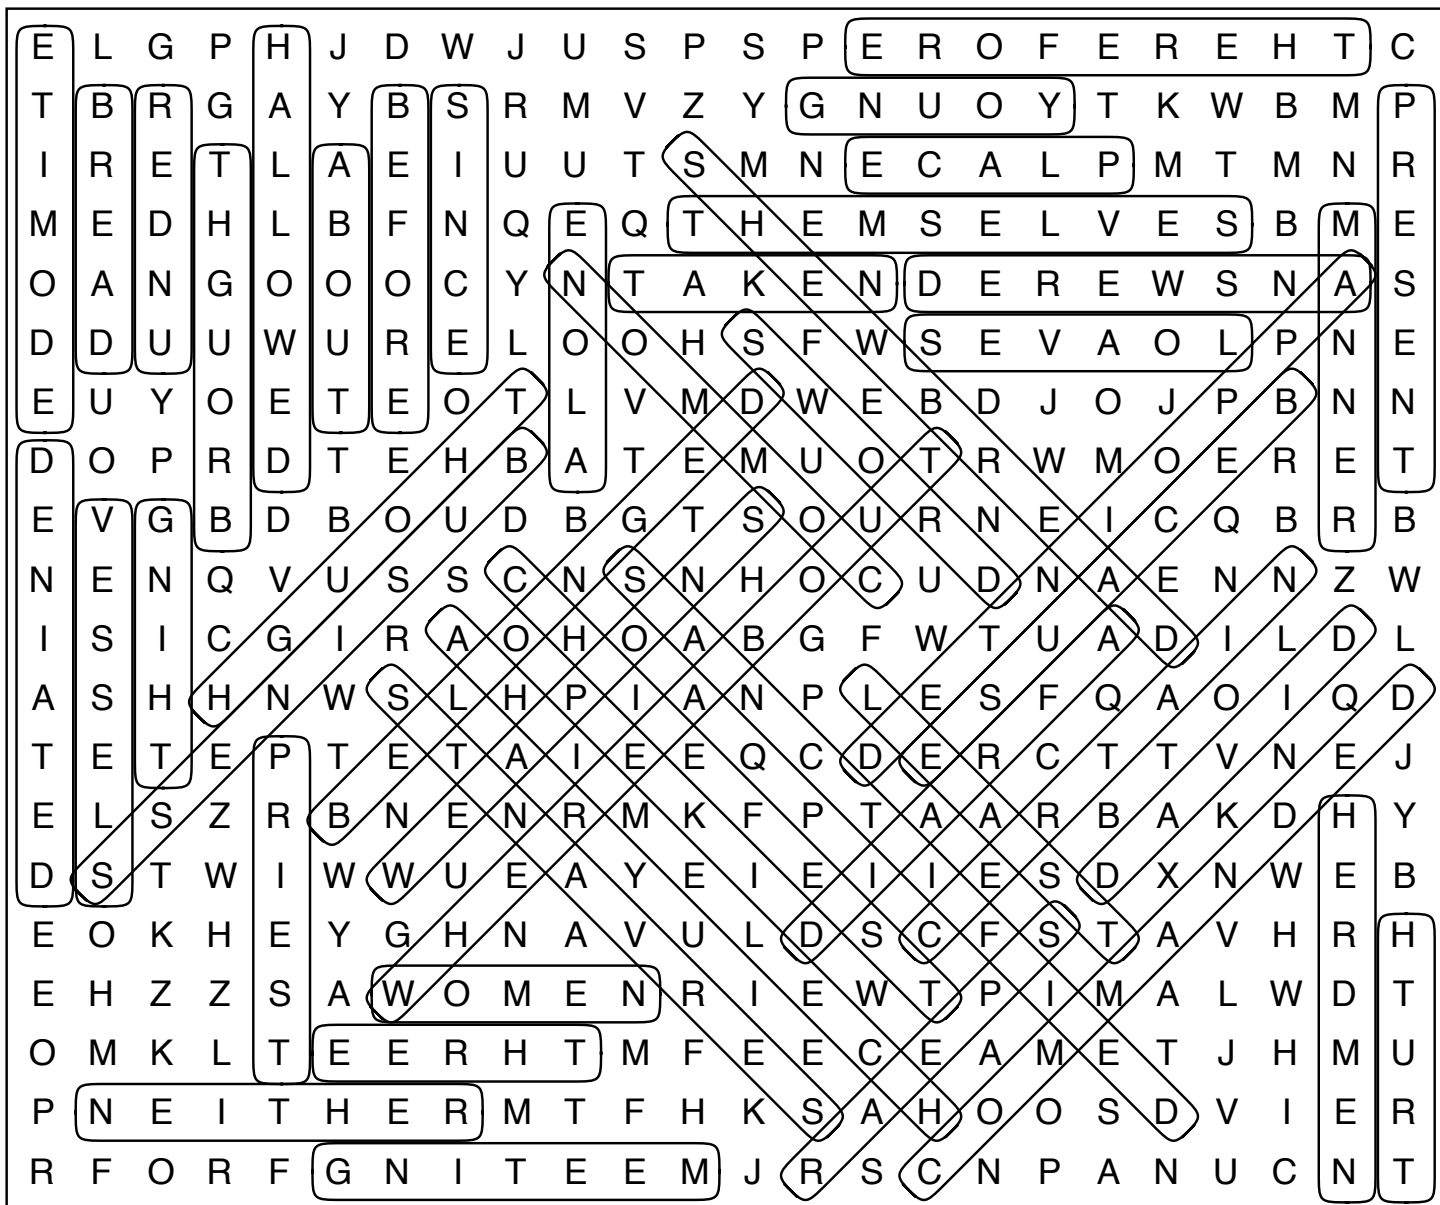 E L G P H J D W J U S P S P E R O F E R E H T C
T B R G A Y B S R M V Z Y G N U O Y T K W B M P
I R E T L A E I U U T S M N E C A L P M T M N R
M E D H L B F N Q E Q T H E M S E L V E S B M E
O A N G O O O C Y N T A K E N D E R E W S N A S
D D U U W U R E L O O H S F W S E V A O L P N E
E U Y O E T E O T L V M D W E B D J O J P B N N
D O P R D T E H B A T E M U O T R W M O E R E T
E V G B D B O U D B G T S O U R N E I C Q B R B
N E N Q V U S S C N S N H O C U D N A E N N Z W
I S I C G I R A O H O A B G F W T U A D I L D L
A S H H N W S L H P I A N P L E S F Q A O I Q D
T E T E P T E T A I E E Q C D E R C T T V N E J
E L S Z R B N E N R M K F P T A A R B A K D H Y
D S T W I W W U E A Y E I E I I E S D X N W E B
E O K H E Y G H N A V U L D S C F S T A V H R H
E H Z Z S A W O M E N R I E W T P I M A L W D T
O M K L T E E R H T M F E E C E A M E T J H M U
P N E I T H E R M T F H K S A H O O S D V I E R
R F O R F G N I T E E M J R S C N P A N U C N T